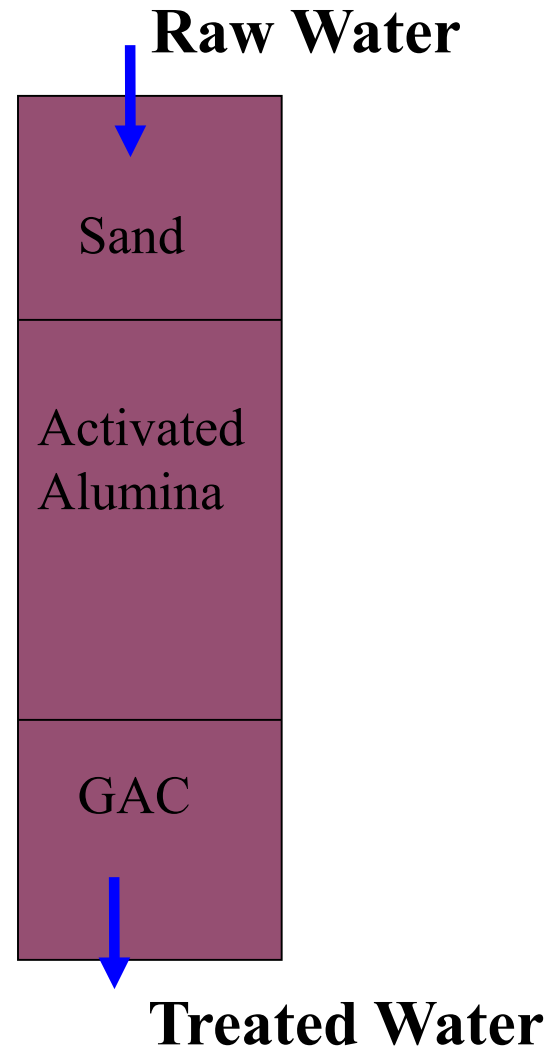 Raw Water
Sand
Activated
Alumina
GAC
Treated Water